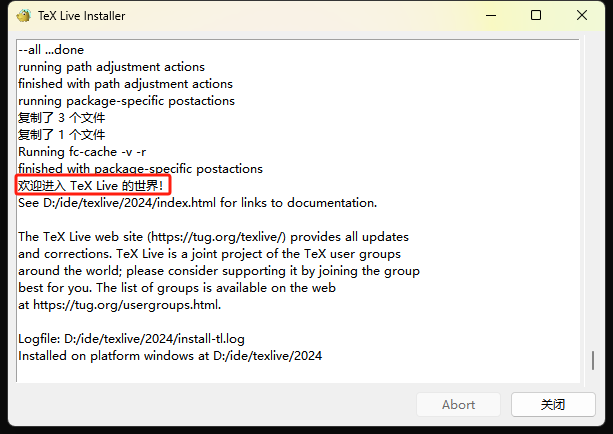 TeX Live Installer
--all ...done
running path adjustment actions
finished with path adjustment actions
running package-specific postactions
复制了 3 个文件
复制了 1 个文件
Running fc-cache -v -r
finished with package-specific postactions
欢迎进入 TeX Live 的世界!
See D:/ide/texlive/2024/index.html for links to documentation.
The TeX Live web site (https://tug.org/texlive/) provides all updates
and corrections. TeX Live is a joint project of the TeX user groups
around the world; please consider supporting it by joining the group
best for you. The list of groups is available on the web
at https://tug.org/usergroups.html.
Logfile: D:/ide/texlive/2024/install-tl.log
Installed on platform windows at D:/ide/texlive/2024
Abort
关闭